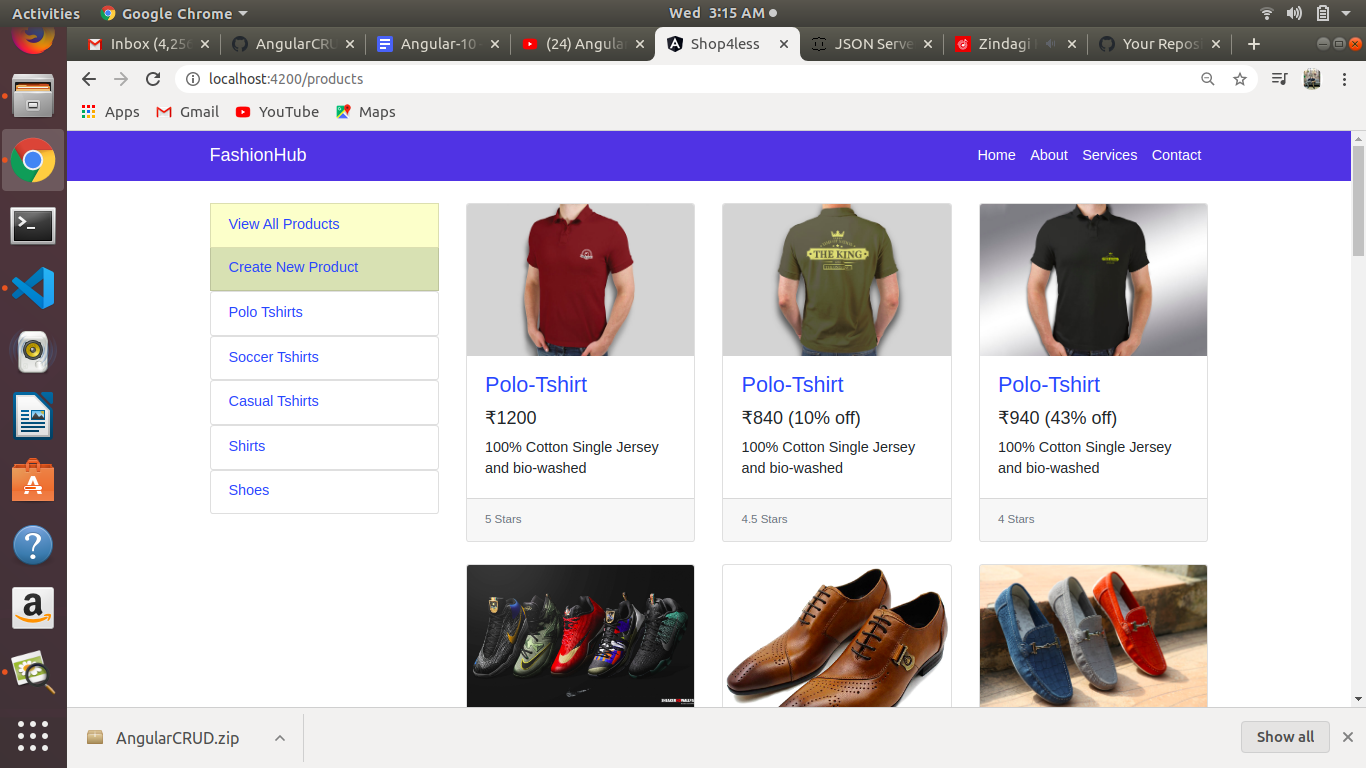 Activities
Google Chrome
Wed 3:15 AM
Inbox (4,256
AngularCRU
Angular-10
(24) Angula
Shop4less
JSON Serve
Zindagi
Your Repos
localhost:4200/products
Apps
Gmail
YouTube
Maps
FashionHub
Home
About
Services
Contact
View All Products
Create New Product
Polo Tshirts
Soccer Tshirts
Casual Tshirts
Shirts
Shoes
THE KING
Polo-Tshirt
₹1200
100% Cotton Single Jersey
and bio-washed
5 Stars
Polo-Tshirt
₹840 (10% off)
100% Cotton Single Jersey
and bio-washed
4.5 Stars
Polo-Tshirt
₹940 (43% off)
100% Cotton Single Jersey
and bio-washed
4 Stars
AngularCRUD.zip
Show all